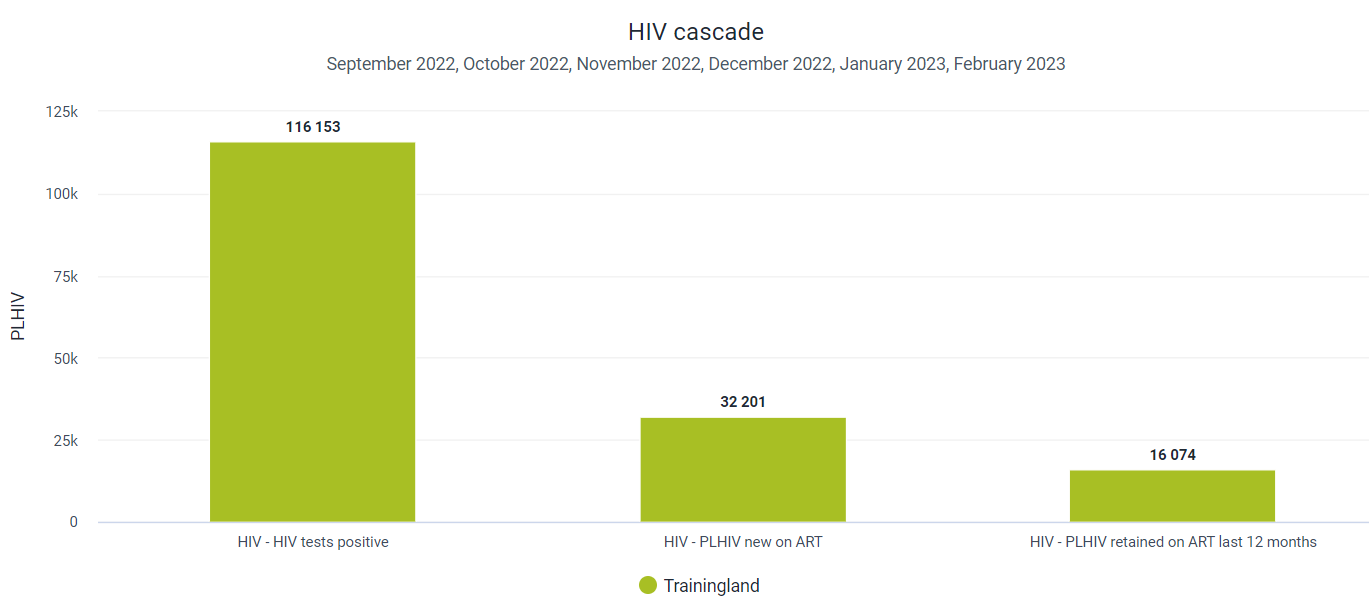 HIV cascade
September 2022, October 2022, November 2022, December 2022, January 2023, February 2023
PLHIV
125k
100k
75k
50k
25k
0
116 153
32 201
16 074
HIV - HIV tests positive
HIV - PLHIV new on ART
HIV - PLHIV retained on ART last 12 months
Trainingland